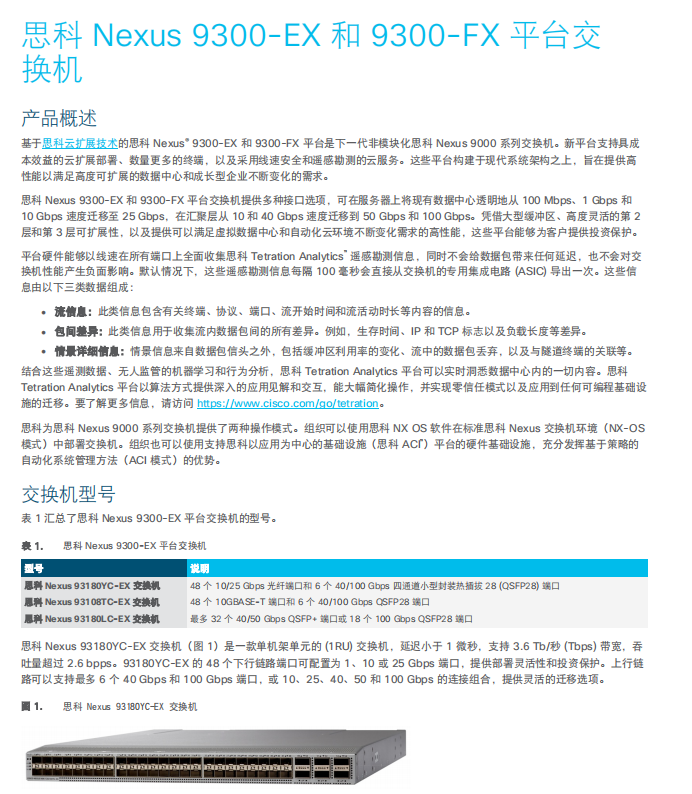 思科 Nexus 9300-EX 和 9300-FX 平台交
换机
产品概述
基于思科云扩展技术的思科 Nexus® 9300-EX 和 9300-FX 平台是下一代非模块化思科 Nexus 9000 系列交换机。新平台支持具成
本效益的云扩展部署、数量更多的终端，以及采用线速安全和遥感勘测的云服务。这些平台构建于现代系统架构之上，旨在提供高
性能以满足高度可扩展的数据中心和成长型企业不断变化的需求。
思科 Nexus 9300-EX 和 9300-FX 平台交换机提供多种接口选项，可在服务器上将现有数据中心透明地从 100 Mbps、1 Gbps 和
10 Gbps 速度迁移至 25 Gbps，在汇聚层从 10 和 40 Gbps 速度迁移到 50 Gbps 和 100 Gbps。凭借大型缓冲区、高度灵活的第 2
层和第 3 层可扩展性，以及提供可以满足虚拟数据中心和自动化云环境不断变化需求的高性能，这些平台能够为客户提供投资保护。
平台硬件能够以线速在所有端口上全面收集思科 Tetration Analytics™ 遥感勘测信息，同时不会给数据包带来任何延迟，也不会对交
换机性能产生负面影响。默认情况下，这些遥感勘测信息每隔 100 毫秒会直接从交换机的专用集成电路 (ASIC) 导出一次。这些信
息由以下三类数据组成：
• 流信息：此类信息包含有关终端、协议、端口、流开始时间和流活动时长等内容的信息。
• 包间差异：此类信息用于收集流内数据包间的所有差异。例如，生存时间、IP 和 TCP 标志以及负载长度等差异。
• 情景详细信息：情景信息来自数据包信头之外，包括缓冲区利用率的变化、流中的数据包丢弃，以及与隧道终端的关联等。
结合这些遥测数据、无人监管的机器学习和行为分析，思科 Tetration Analytics 平台可以实时洞悉数据中心内的一切内容。思科
Tetration Analytics 平台以算法方式提供深入的应用见解和交互，能大幅简化操作，并实现零信任模式以及应用到任何可编程基础设
施的迁移。要了解更多信息，请访问 https://www.cisco.com/go/tetration。
思科为思科 Nexus 9000 系列交换机提供了两种操作模式。组织可以使用思科 NX OS 软件在标准思科 Nexus 交换机环境（NX-OS
模式）中部署交换机。组织也可以使用支持思科以应用为中心的基础设施（思科 ACI™）平台的硬件基础设施，充分发挥基于策略的
自动化系统管理方法（ACI 模式）的优势。
交换机型号
表 1 汇总了思科 Nexus 9300-EX 平台交换机的型号。
表 1. 思科 Nexus 9300-EX 平台交换机
型号 说明
思科 Nexus 93180YC-EX 交换机 48 个 10/25 Gbps 光纤端口和 6 个 40/100 Gbps 四通道小型封装热插拔 28 (QSFP28) 端口
思科 Nexus 93108TC-EX 交换机 48 个 10GBASE-T 端口和 6 个 40/100 Gbps QSFP28 端口
思科 Nexus 93180LC-EX 交换机 最多 32 个 40/50 Gbps QSFP+ 端口或 18 个 100 Gbps QSFP28 端口
思科 Nexus 93180YC-EX 交换机（图 1）是一款单机架单元的 (1RU) 交换机，延迟小于 1 微秒，支持 3.6 Tb/秒 (Tbps) 带宽，吞
吐量超过 2.6 bpps。93180YC-EX 的 48 个下行链路端口可配置为 1、10 或 25 Gbps 端口，提供部署灵活性和投资保护。上行链
路可以支持最多 6 个 40 Gbps 和 100 Gbps 端口，或 10、25、40、50 和 100 Gbps 的连接组合，提供灵活的迁移选项。
图 1. 思科 Nexus 93180YC-EX 交换机